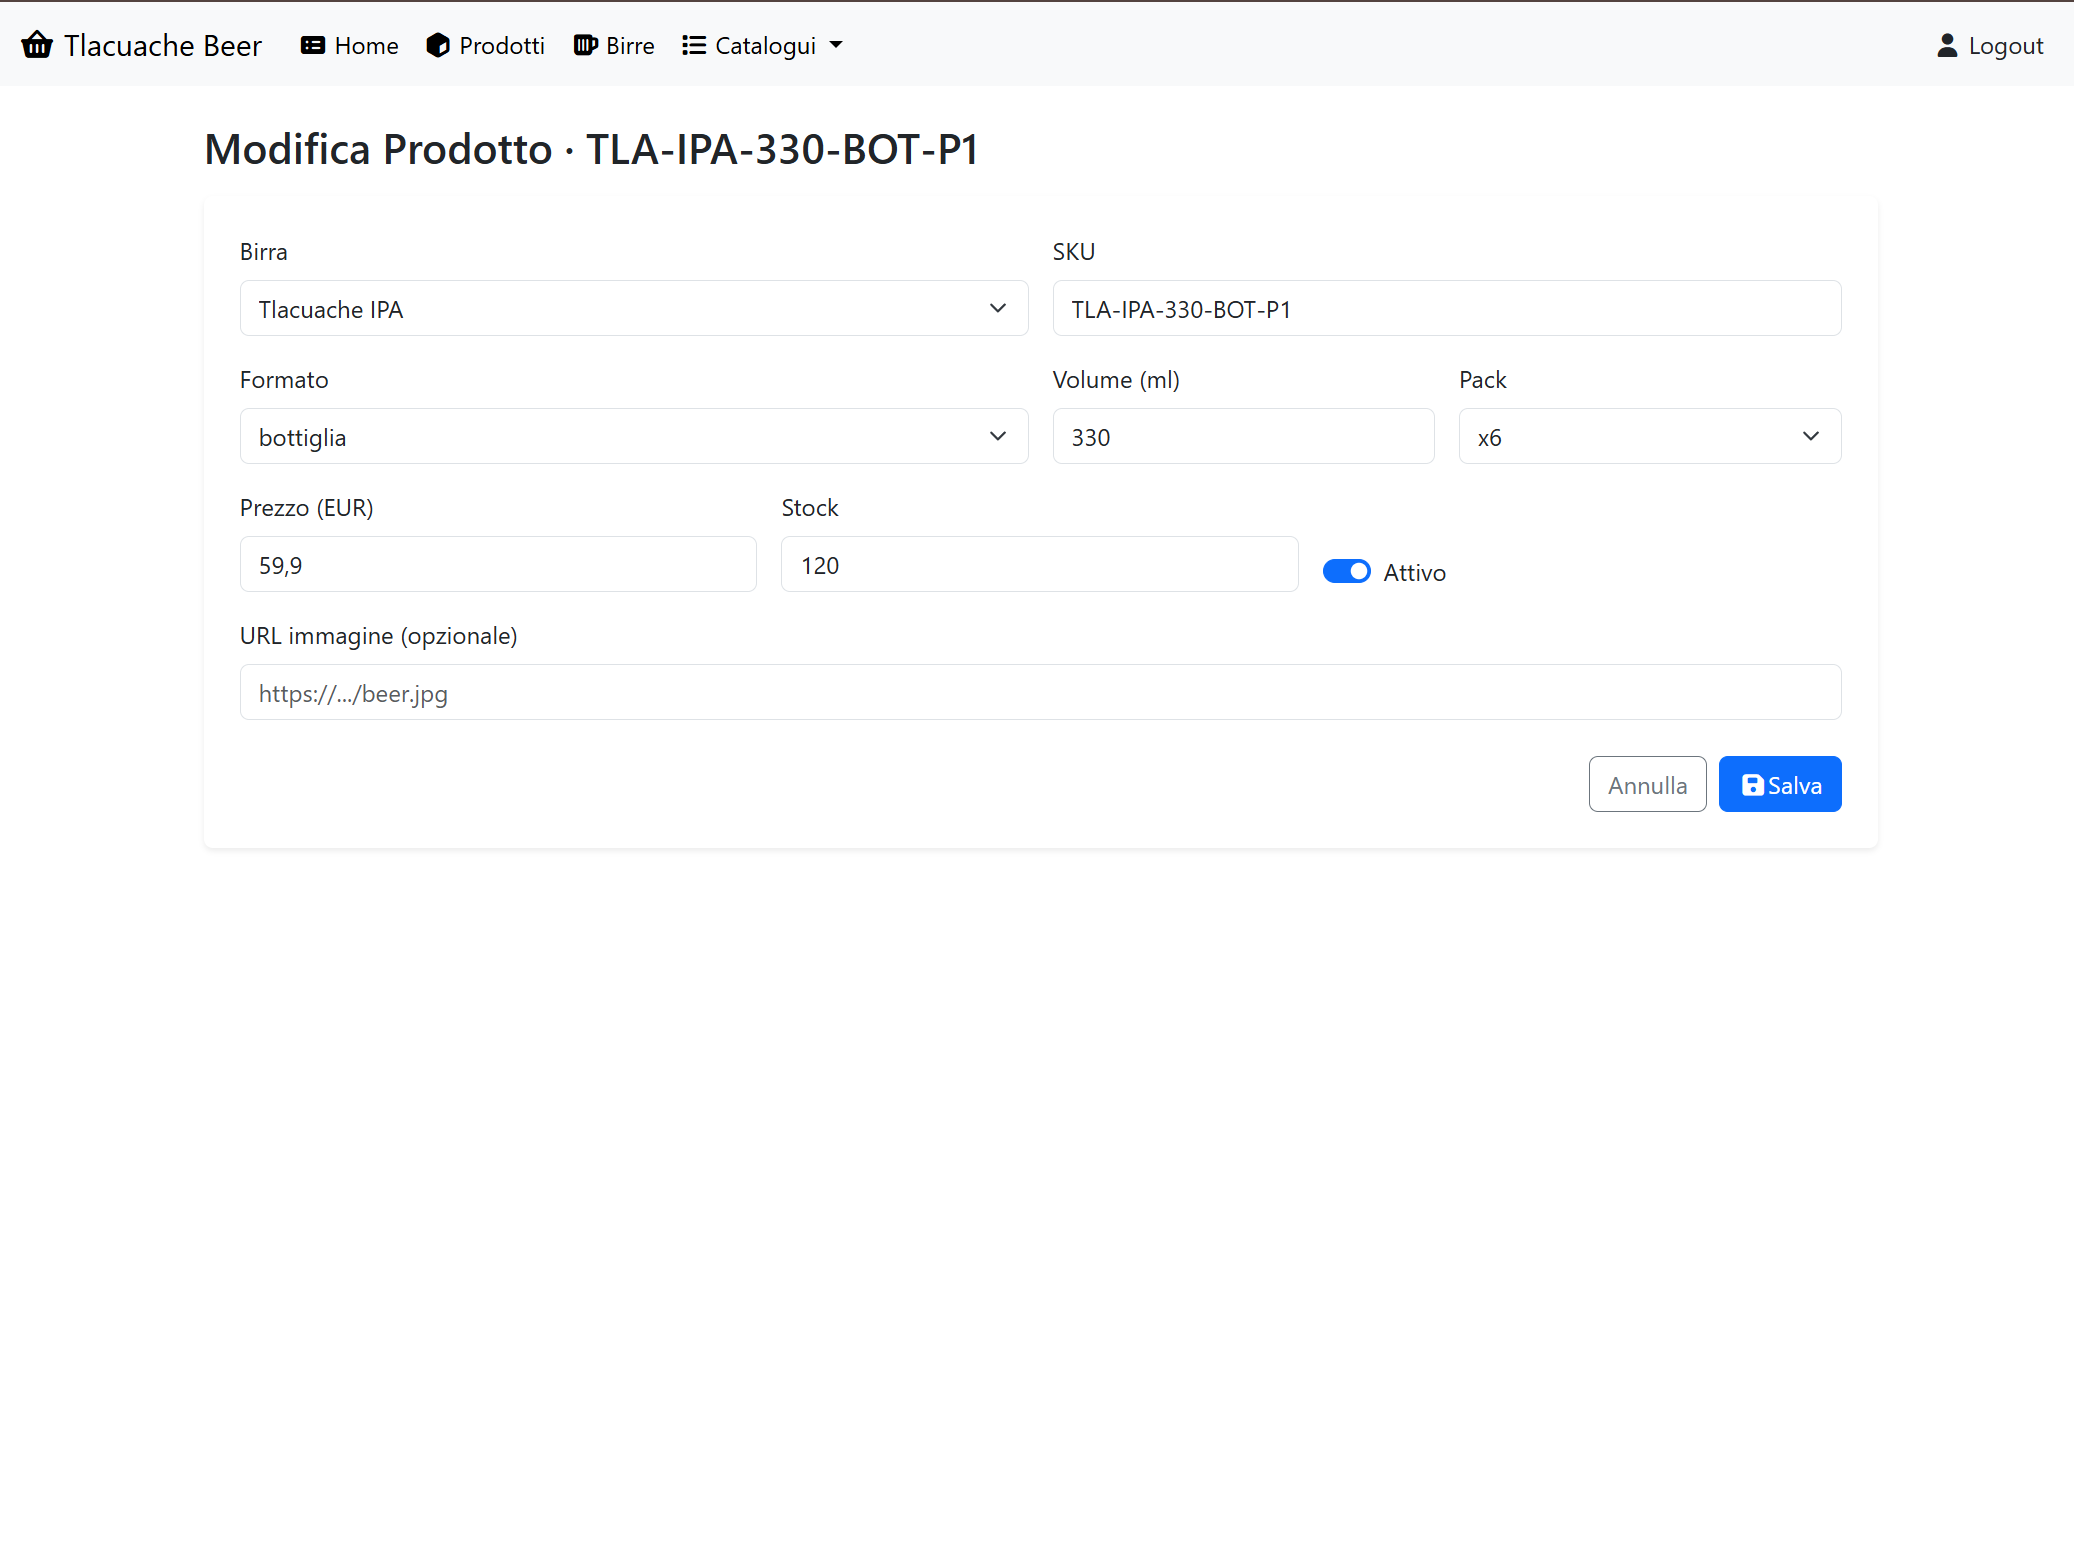 Tlacuache Beer Home Prodotti Birre Catalogui Logout
Modifica Prodotto · TLA-IPA-330-BOT-P1
Birra SKU
Tlacuache IPA TLA-IPA-330-BOT-P1
Formato Volume (ml) Pack
bottiglia 330 x6
Prezzo (EUR) Stock
59,9 120 Attivo
URL immagine (opzionale)
https://.../beer.jpg
Annulla Salva